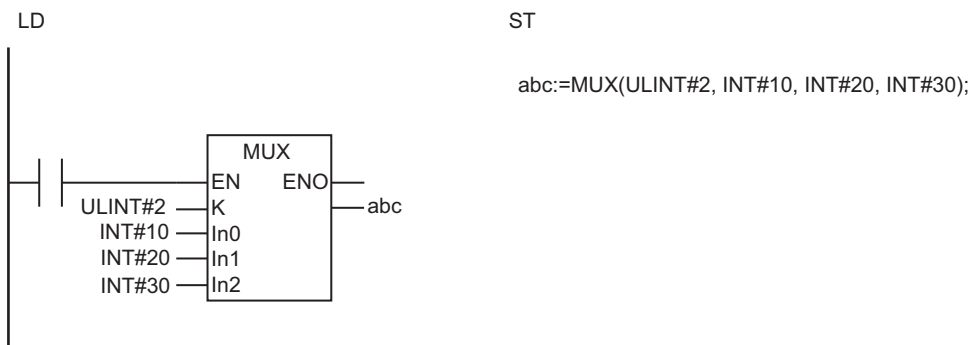 LD
ST
abc:=MUX(ULINT#2, INT#10, INT#20, INT#30);
MUX
EN ENO
ULINT#2 K abc
INT#10 In0
INT#20 In1
INT#30 In2